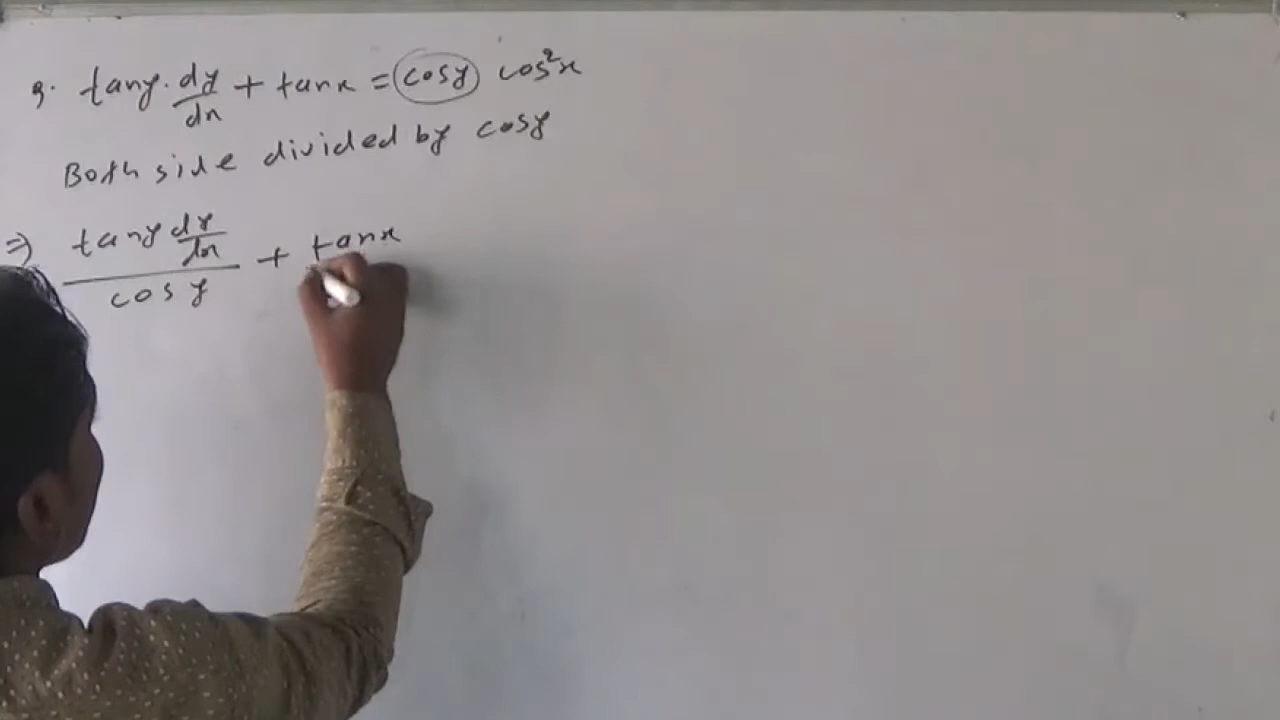 9. tany. dy/dx + tanx = cosy cos²x
Both side divided by cosy
⇒ tany dy/dx / cosy + tanx